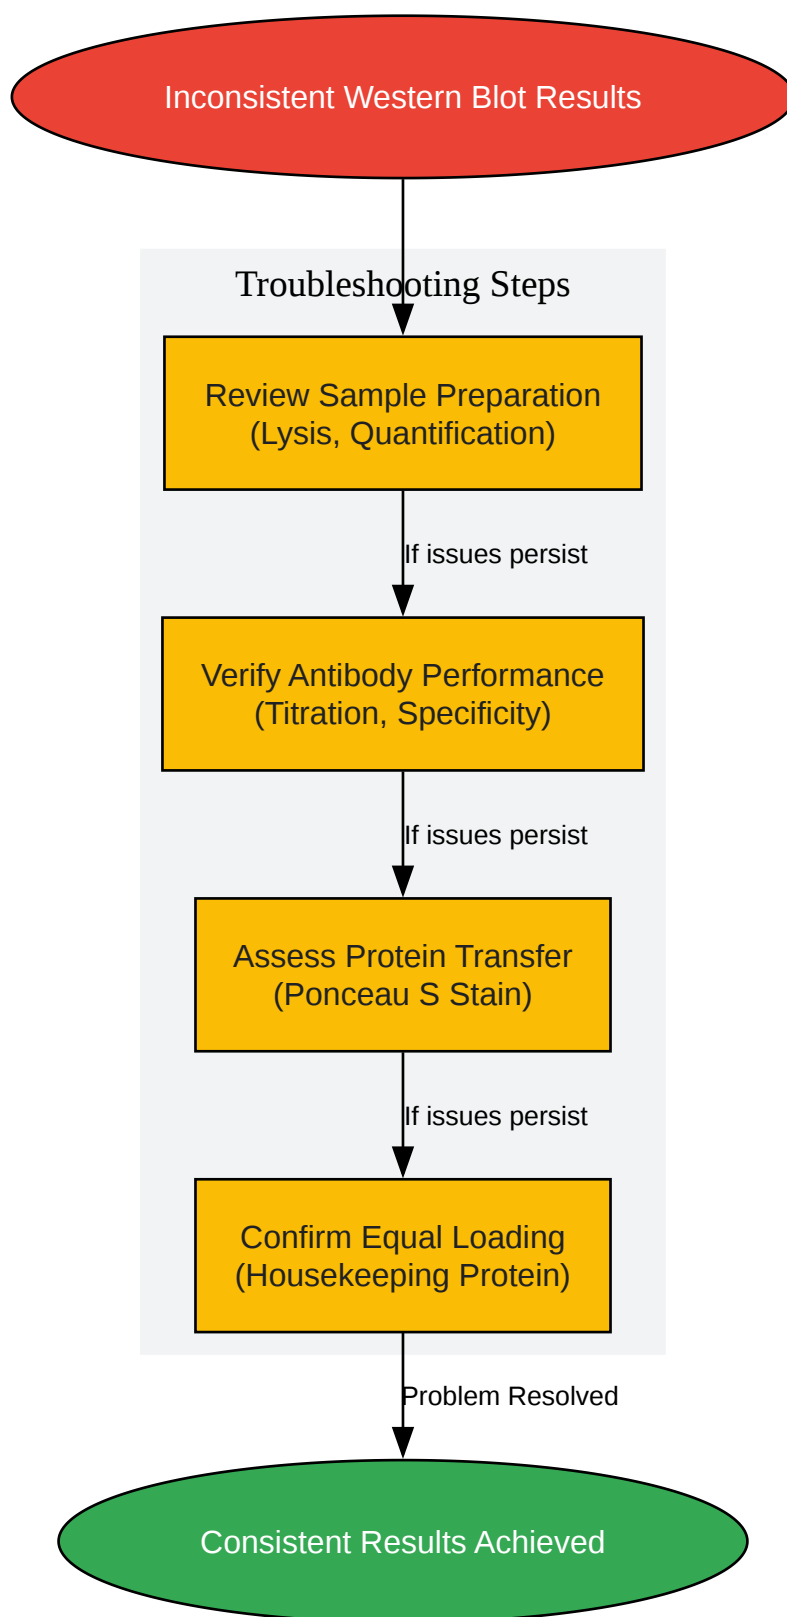 Inconsistent Western Blot Results
Troubleshooting Steps
Review Sample Preparation
(Lysis, Quantification)
If issues persist
Verify Antibody Performance
(Titration, Specificity)
If issues persist
Assess Protein Transfer
(Ponceau S Stain)
If issues persist
Confirm Equal Loading
(Housekeeping Protein)
Problem Resolved
Consistent Results Achieved